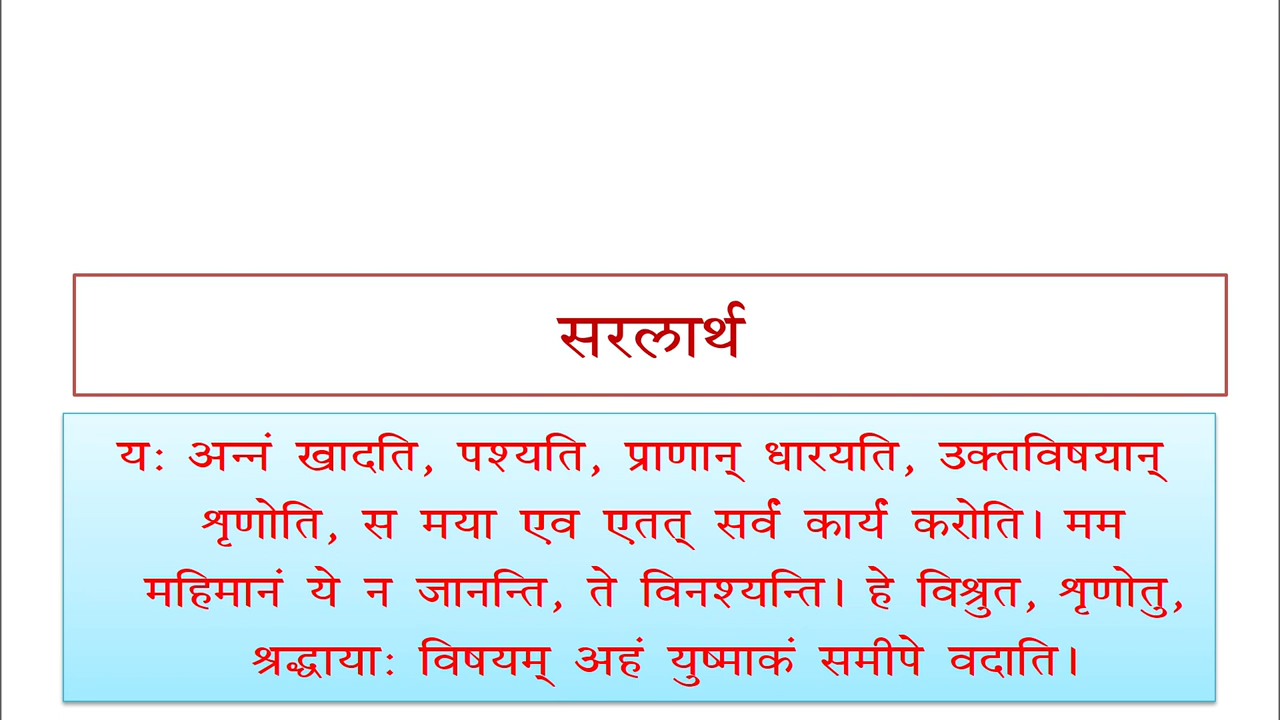 सरलार्थ
य: अन्नं खादति, पश्यति, प्राणान् धारयति, उक्तविषयान्
शृणोति, स मया एव एतत् सर्वं कार्यं करोति। मम
महिमानं ये न जानन्ति, ते विनश्यन्ति। हे विश्रुत, शृणोतु,
श्रद्धाया: विषयम् अहं युष्माकं समीपे वदाति।